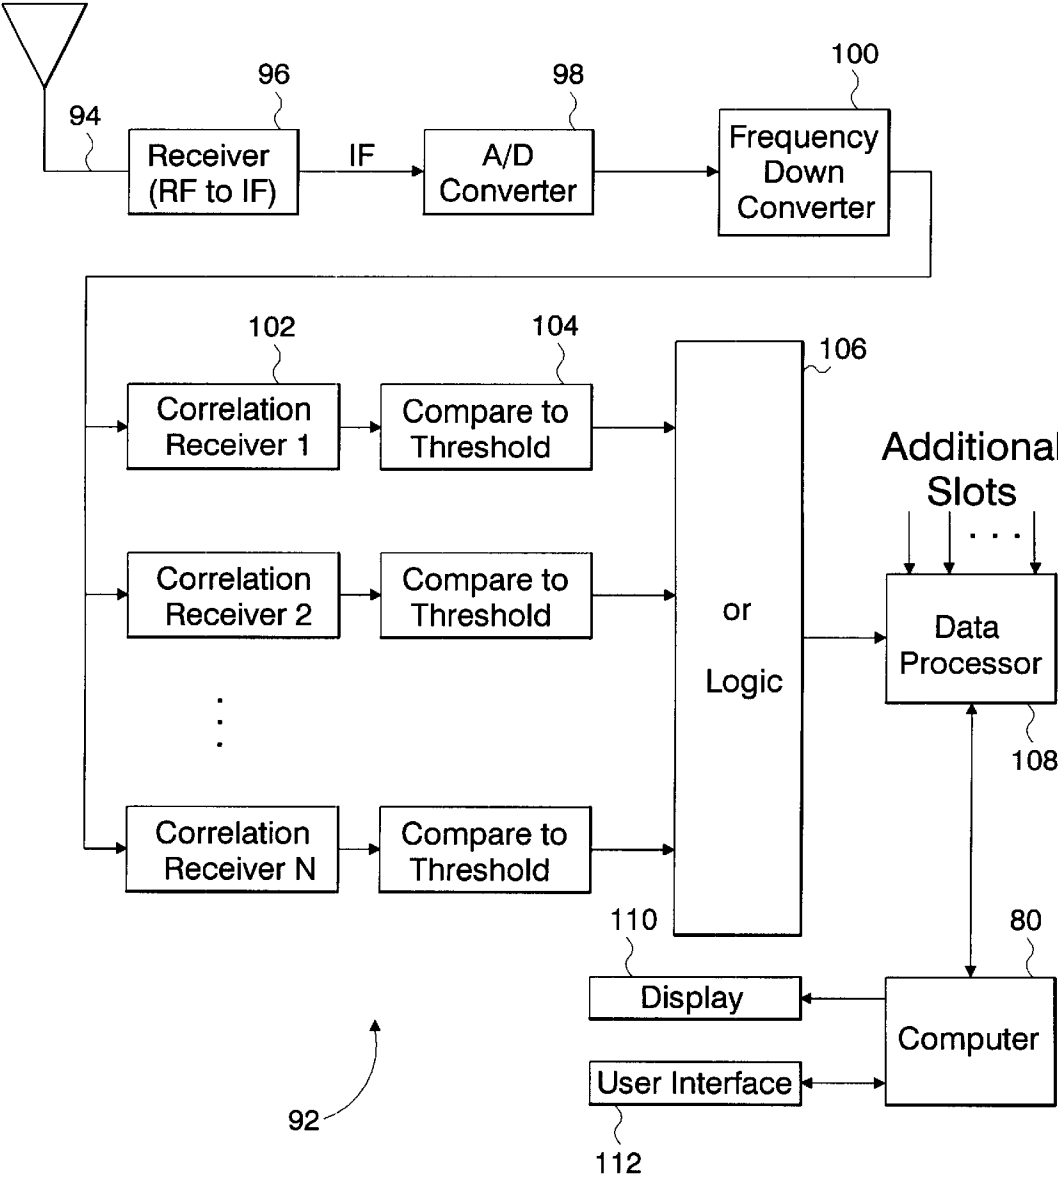 96
98
100
94
Receiver
(RF to IF)
IF
A/D
Converter
Frequency
Down
Converter
102
104
106
Correlation
Receiver 1
Compare to
Threshold
Additional
Slots
. . .
Correlation
Receiver 2
Compare to
Threshold
or
Logic
Data
Processor
108
Correlation
Receiver N
Compare to
Threshold
110
80
Display
Computer
User Interface
92
112